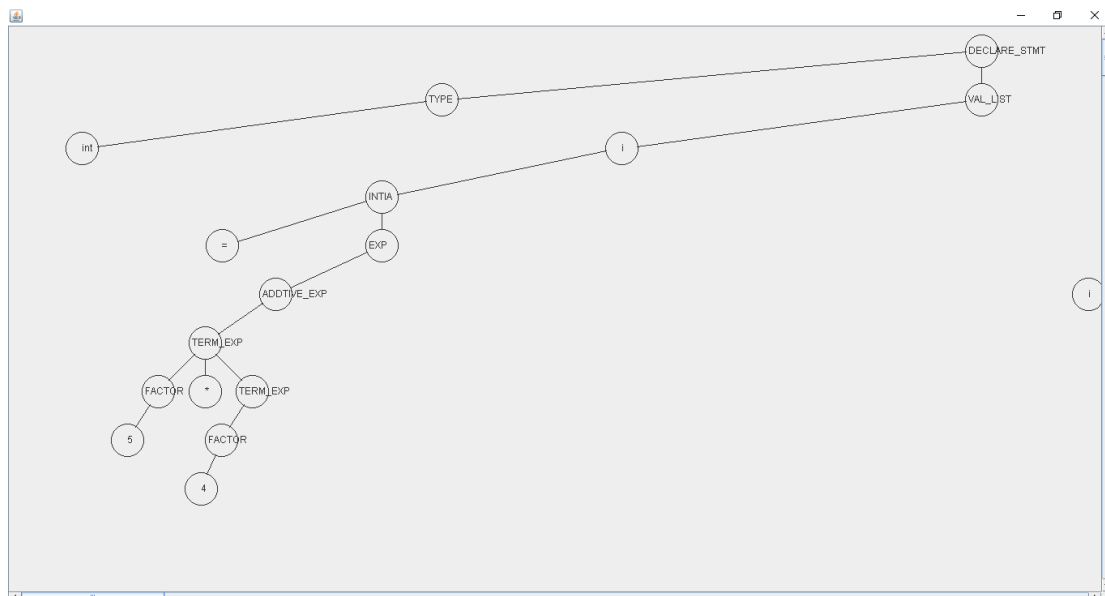 DECLARE_STMT
TYPE
VAL_LIST
int
i
INTIA
=
EXP
ADDTIVE_EXP
i
TERM_EXP
FACTOR
*
TERM_EXP
5
FACTOR
4